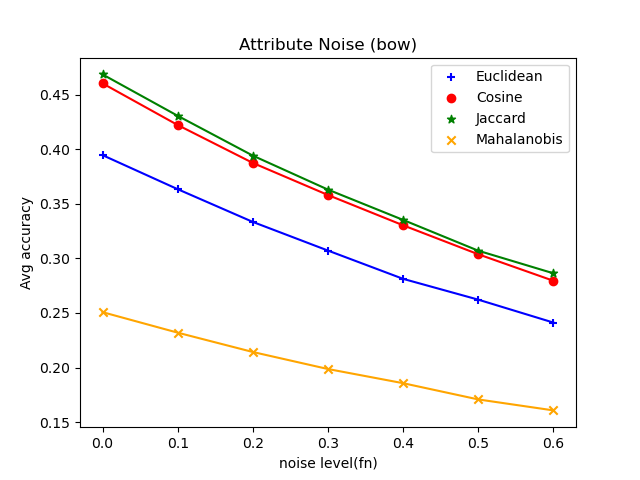 Attribute Noise (bow)
Euclidean
Cosine
Jaccard
Mahalanobis
Avg accuracy
0.45
0.40
0.35
0.30
0.25
0.20
0.15
0.0 0.1 0.2 0.3 0.4 0.5 0.6
noise level(fn)